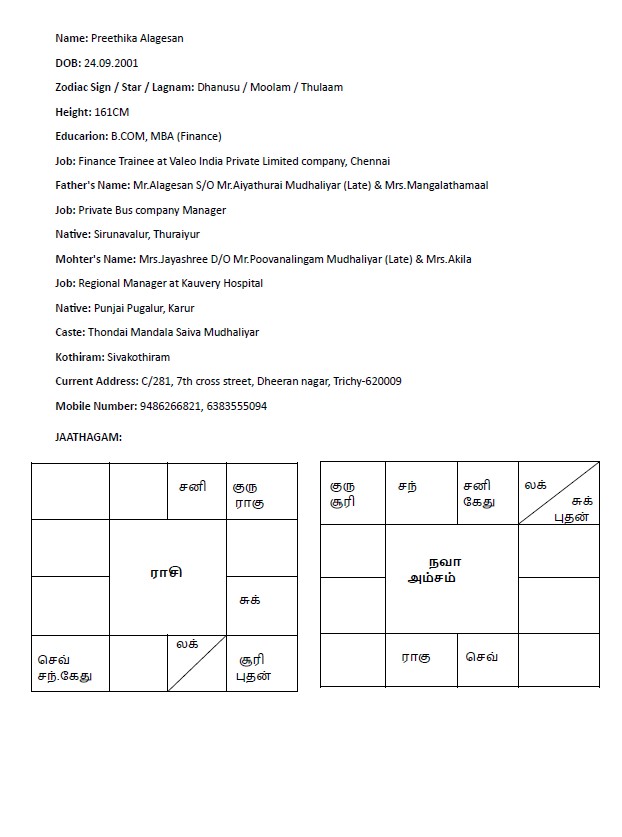 Name: Preethika Alagesan
DOB: 24.09.2001
Zodiac Sign / Star / Lagnam: Dhanusu / Moolam / Thulaam
Height: 161CM
Educarion: B.COM, MBA (Finance)
Job: Finance Trainee at Valeo India Private Limited company, Chennai
Father's Name: Mr.Alagesan S/O Mr.Aiyathurai Mudhaliyar (Late) & Mrs.Mangalathamaal
Job: Private Bus company Manager
Native: Sirunavalur, Thuraiyur
Mohter's Name: Mrs.Jayashree D/O Mr.Poovanalingam Mudhaliyar (Late) & Mrs.Akila
Job: Regional Manager at Kauvery Hospital
Native: Punjai Pugalur, Karur
Caste: Thondai Mandala Saiva Mudhaliyar
Kothiram: Sivakothiram
Current Address: C/281, 7th cross street, Dheeran nagar, Trichy-620009
Mobile Number: 9486266821, 6383555094
JAATHAGAM:
சனி
குரு
ராகு
ராசி
சுக்
செவ்
சந்.கேது
லக்
சூரி
புதன்
குரு
சூரி
சந்
சனி
கேது
லக்
சுக்
புதன்
நவா
அம்சம்
ராகு
செவ்